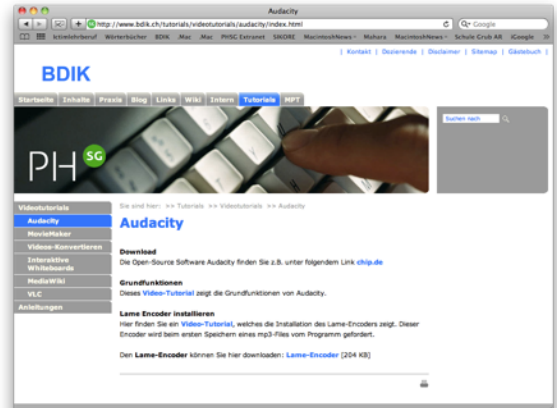 Audacity
http://www.bdik.ch/tutorials/videotutorials/audacity/index.html
Google
ictimlehrberuf Wörterbücher BDIK .Mac .Mac PHSG Extranet SIKORE MacintoshNews Mahara MacintoshNews Schule Grub AR iGoogle
| Kontakt | Dozierende | Disclaimer | Sitemap | Gästebuch |
BDIK
Startseite Inhalte Praxis Blog Links Wiki Intern Tutorials MPT
Suchen nach
PH SG
Sie sind hier: >> Tutorials >> Videotutorials >> Audacity
Videotutorials
Audacity
MovieMaker
Videos-Konvertieren
Interaktive
Whiteboards
MediaWiki
VLC
Anleitungen
Audacity
Download
Die Open-Source Software Audacity finden Sie z.B. unter folgendem Link chip.de
Grundfunktionen
Dieses Video-Tutorial zeigt die Grundfunktionen von Audacity.
Lame Encoder installieren
Hier finden Sie ein Video-Tutorial, welches die Installation des Lame-Encoders zeigt. Dieser
Encoder wird beim ersten Speichern eines mp3-Files vom Programm gefordert.
Den Lame-Encoder können Sie hier downloaden: Lame-Encoder [204 KB]